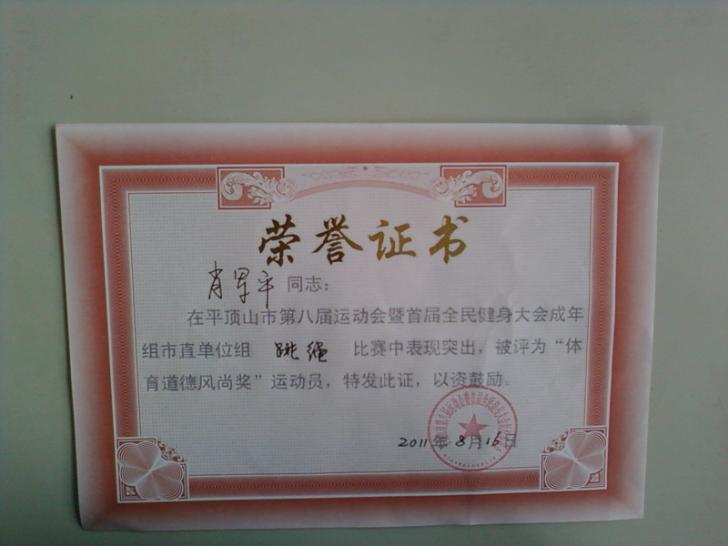 荣誉证书
肖军平 同志：
在平顶山市第八届运动会暨首届全民健身大会成年
组市直单位组 跳绳 比赛中表现突出，被评为“体
育道德风尚奖”运动员，特发此证，以资鼓励。
2011年8月16日